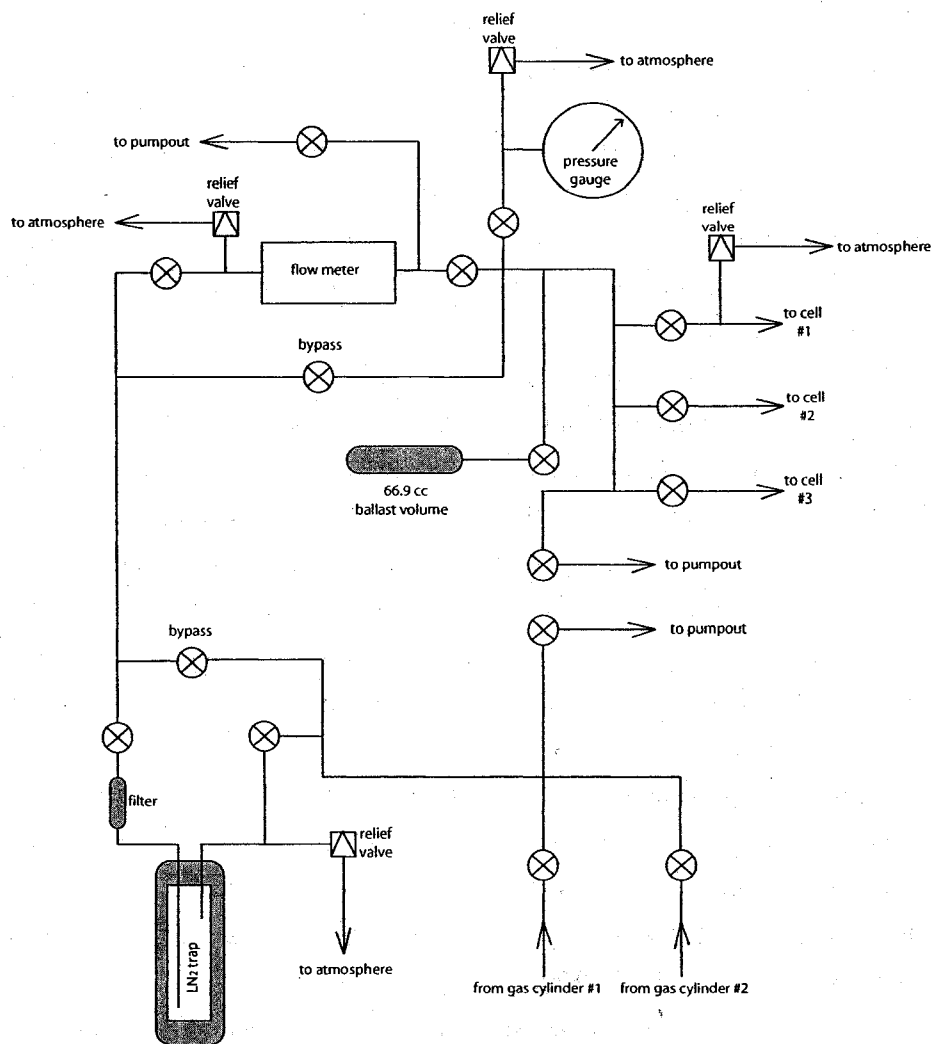 relief
valve
to atmosphere
to pumpout
pressure
gauge
relief
valve
to atmosphere
relief
valve
to atmosphere
flow meter
to cell
#1
bypass
to cell
#2
66.9 cc
ballast volume
to cell
#3
to pumpout
to pumpout
bypass
filter
relief
valve
LN2 trap
to atmosphere
from gas cylinder #1
from gas cylinder #2